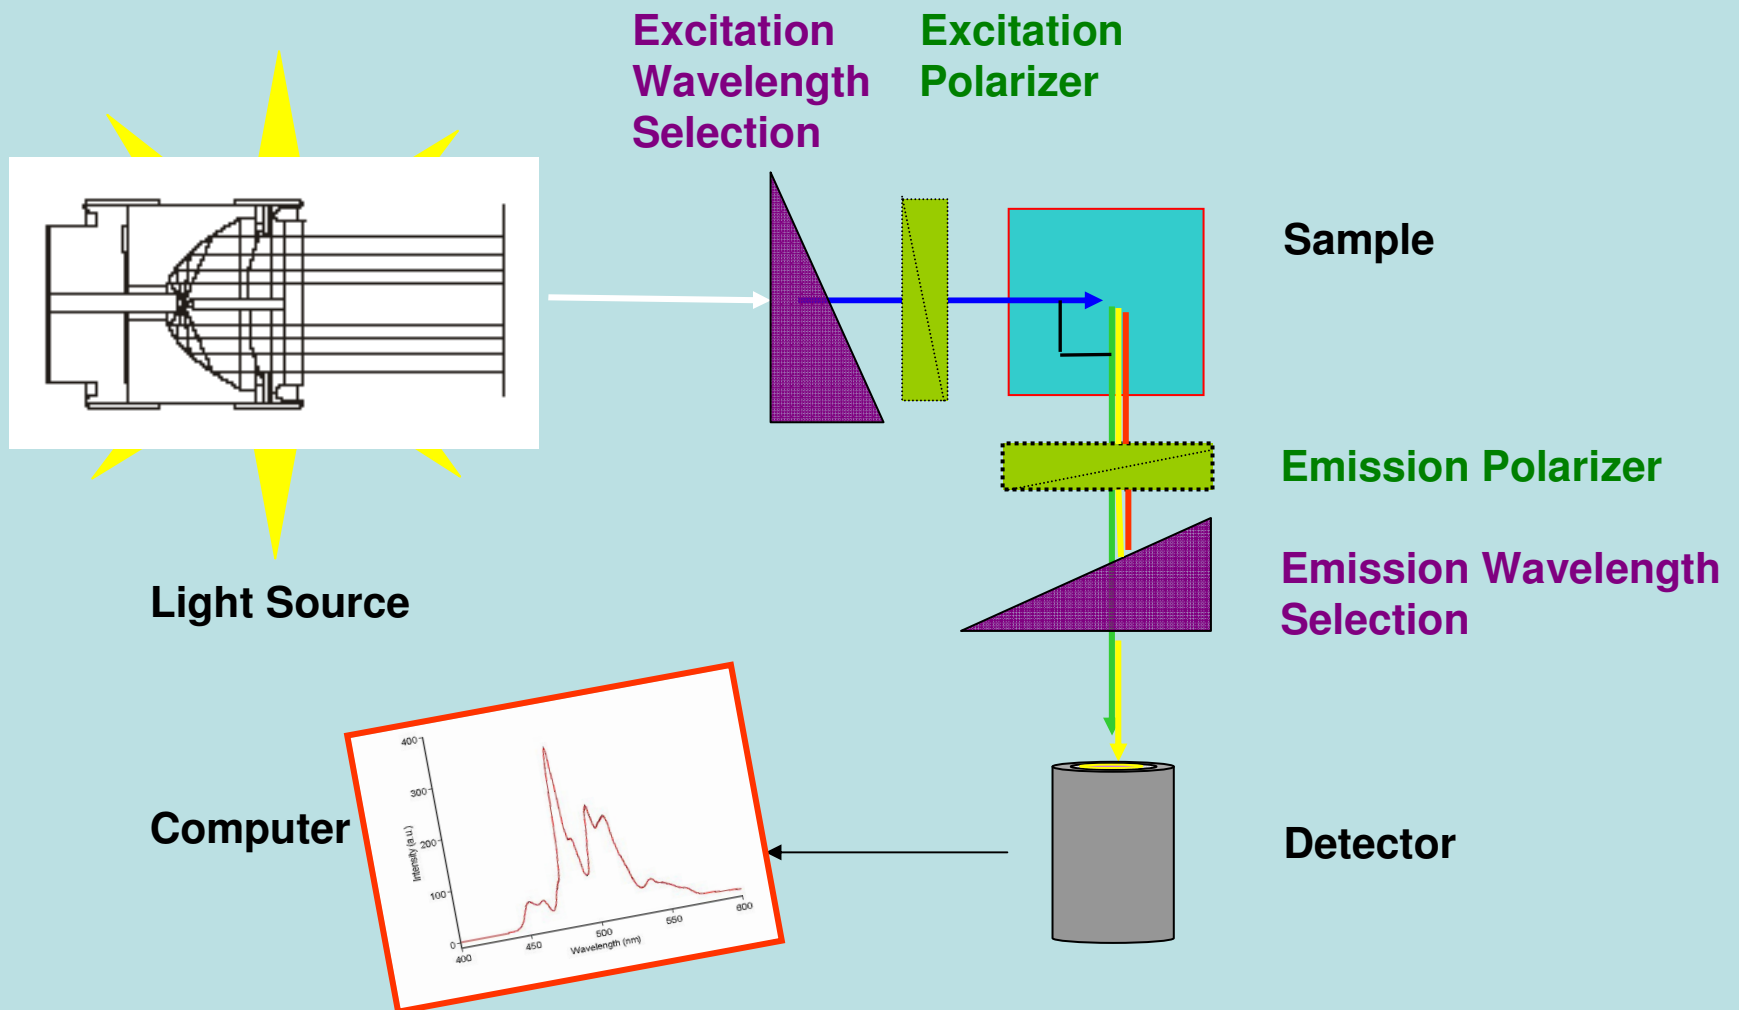 Excitation
Wavelength
Selection
Excitation
Polarizer
Sample
Emission Polarizer
Emission Wavelength
Selection
Light Source
Computer
400
300
200
100
0
Intensity (a.u.)
400
450
500
550
600
Wavelength (nm)
Detector